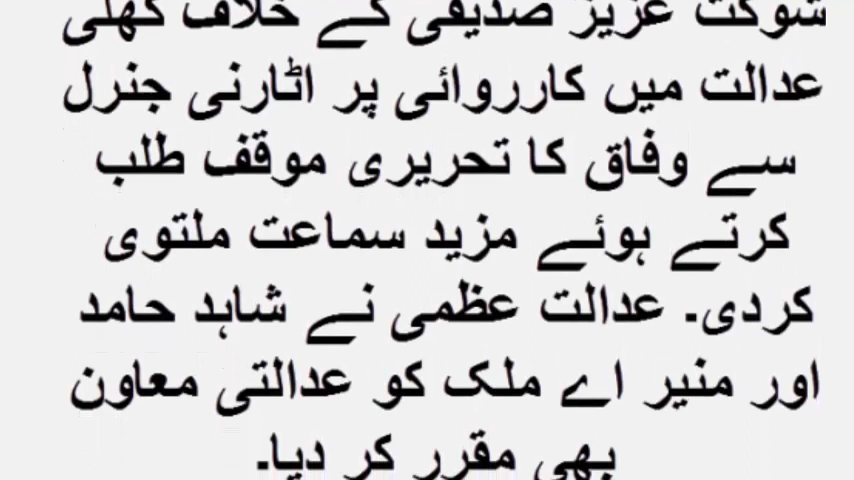 شوکت عزیز صدیقی کے خلاف کھلی
عدالت میں کارروائی پر اٹارنی جنرل
سے وفاق کا تحریری موقف طلب
کرتے ہوئے مزید سماعت ملتوی
کردی۔ عدالت عظمی نے شاہد حامد
اور منیر اے ملک کو عدالتی معاون
بھی مقرر کر دیا۔